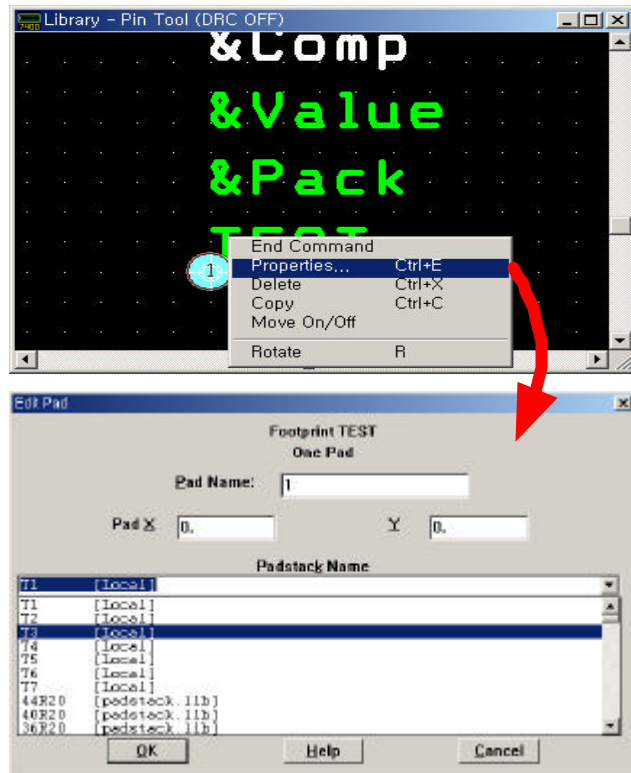 Library - Pin Tool (DRC OFF)
&Comp
&Value
&Pack
TEST
1
End Command
Properties... Ctrl+E
Delete Ctrl+X
Copy Ctrl+C
Move On/Off
Rotate R
Edit Pad
Footprint TEST
One Pad
Pad Name: 1
Pad X 0. Y 0.
Padstack Name
T1 [Local]
T1 [Local]
T2 [Local]
T3 [Local]
T4 [Local]
T5 [Local]
T6 [Local]
T7 [Local]
44R20 [padstack.llb]
40R20 [padstack.llb]
36R20 [padstack.llb]
OK Help Cancel